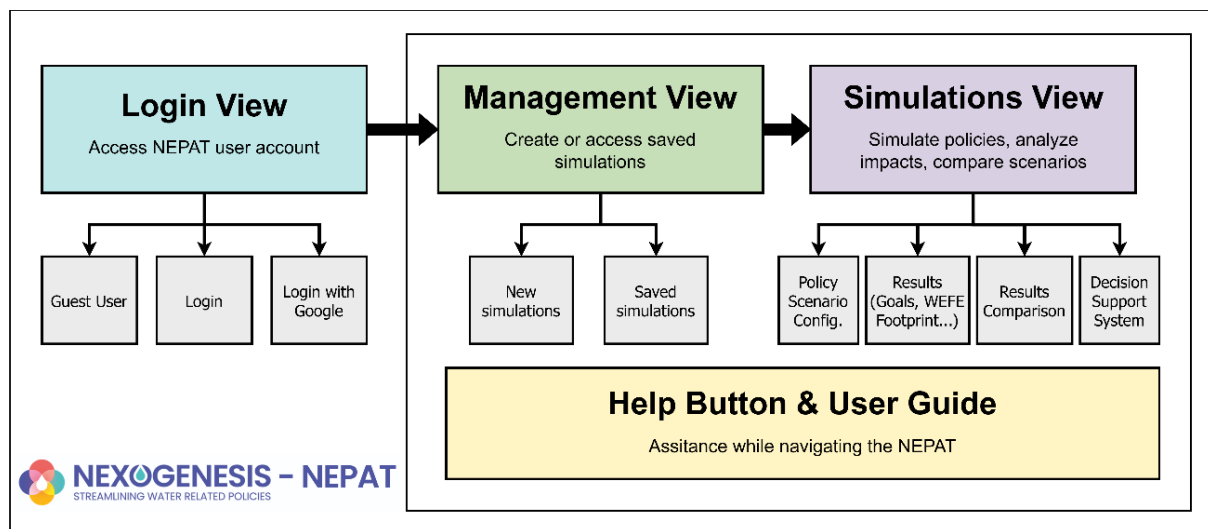 Login View
Access NEPAT user account
Management View
Create or access saved
simulations
Simulations View
Simulate policies, analyze
impacts, compare scenarios
Guest User
Login
Login with
Google
New
simulations
Saved
simulations
Policy
Scenario
Config.
Results
(Goals, WEFE
Footprint...)
Results
Comparison
Decision
Support
System
Help Button & User Guide
Assitance while navigating the NEPAT
NEXOGENESIS - NEPAT
STREAMLINING WATER RELATED POLICIES